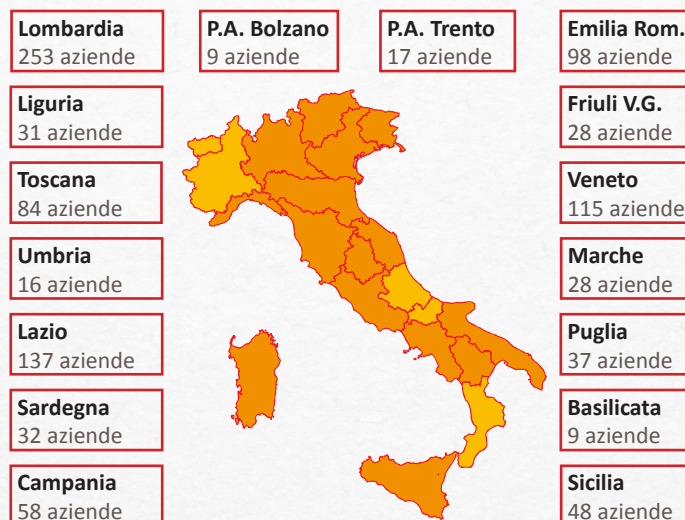 Lombardia
253 aziende
P.A. Bolzano
9 aziende
P.A. Trento
17 aziende
Emilia Rom.
98 aziende
Liguria
31 aziende
Friuli V.G.
28 aziende
Toscana
84 aziende
Veneto
115 aziende
Umbria
16 aziende
Marche
28 aziende
Lazio
137 aziende
Puglia
37 aziende
Sardegna
32 aziende
Basilicata
9 aziende
Campania
58 aziende
Sicilia
48 aziende